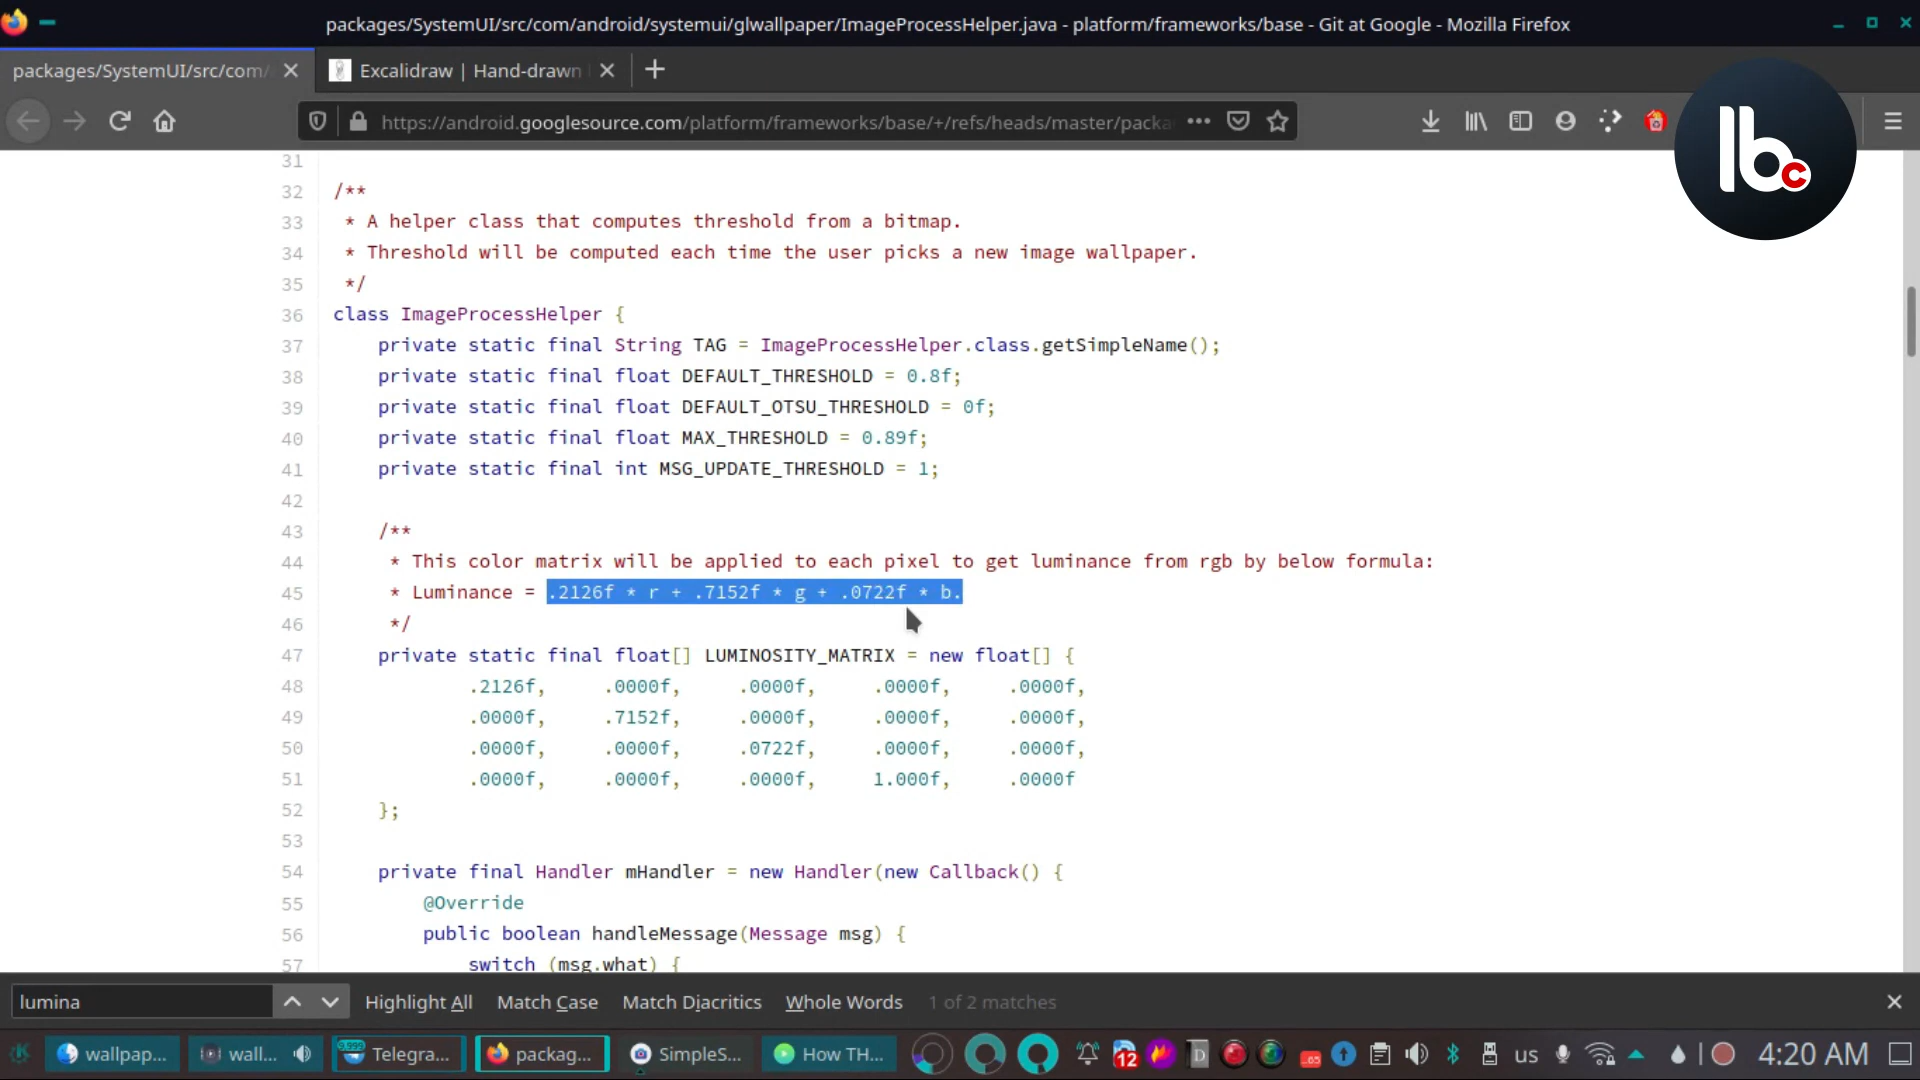 packages/SystemUI/src/com/android/systemui/glwallpaper/ImageProcessHelper.java - platform/frameworks/base - Git at Google - Mozilla Firefox
packages/SystemUI/src/com/
Excalidraw | Hand-drawn
https://android.googlesource.com/platform/frameworks/base/+/refs/heads/master/packa
lbc
31
32 /**
33 * A helper class that computes threshold from a bitmap.
34 * Threshold will be computed each time the user picks a new image wallpaper.
35 */
36 class ImageProcessHelper {
37 private static final String TAG = ImageProcessHelper.class.getSimpleName();
38 private static final float DEFAULT_THRESHOLD = 0.8f;
39 private static final float DEFAULT_OTSU_THRESHOLD = 0f;
40 private static final float MAX_THRESHOLD = 0.89f;
41 private static final int MSG_UPDATE_THRESHOLD = 1;
42
43 /**
44 * This color matrix will be applied to each pixel to get luminance from rgb by below formula:
45 * Luminance = .2126f * r + .7152f * g + .0722f * b.
46 */
47 private static final float[] LUMINOSITY_MATRIX = new float[] {
48 .2126f, .0000f, .0000f, .0000f, .0000f,
49 .0000f, .7152f, .0000f, .0000f, .0000f,
50 .0000f, .0000f, .0722f, .0000f, .0000f,
51 .0000f, .0000f, .0000f, 1.000f, .0000f
52 };
53
54 private final Handler mHandler = new Handler(new Callback() {
55 @Override
56 public boolean handleMessage(Message msg) {
57 switch (msg.what) {
lumina Highlight All Match Case Match Diacritics Whole Words 1 of 2 matches
wallpap... wall... 9,999 Telegra... packag... SimpleS... How TH... 12 D .65 us 4:20 AM